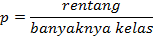 p = rentang / banyaknya kelas